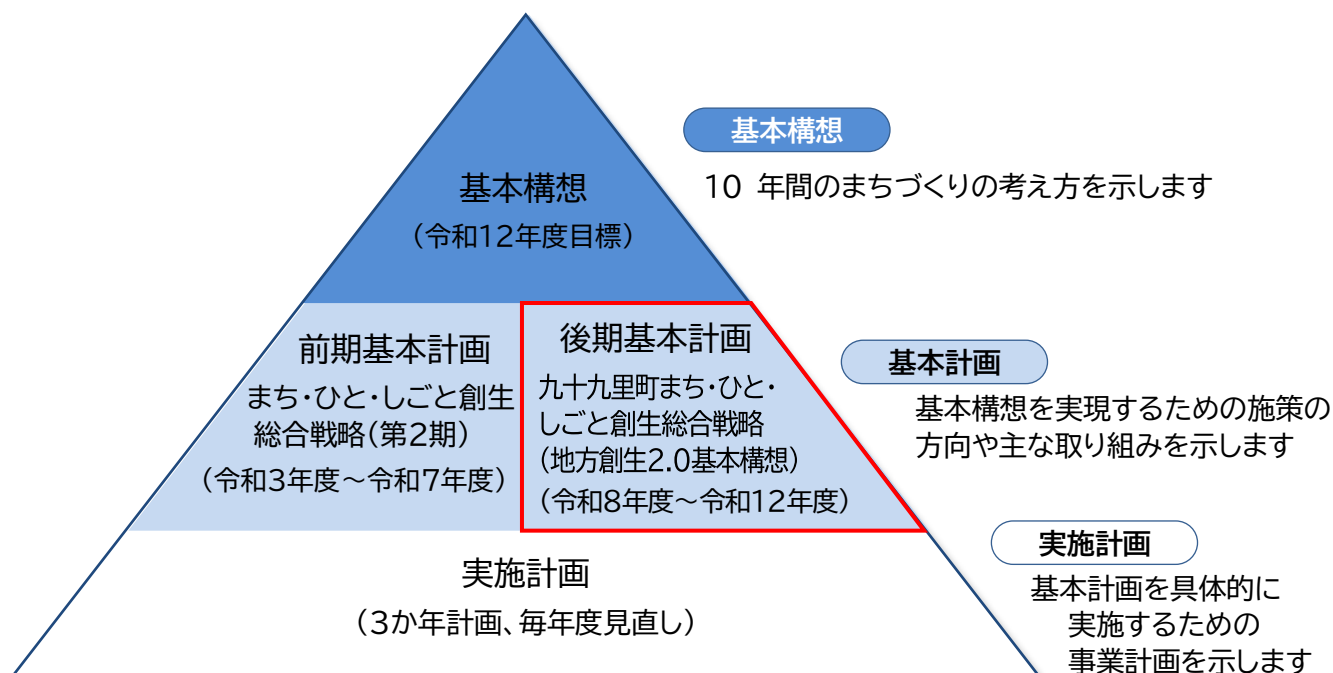 基本構想
(令和12年度目標)
基本構想
10 年間のまちづくりの考え方を示します
前期基本計画
まち・ひと・しごと創生
総合戦略(第2期)
(令和3年度~令和7年度)
後期基本計画
九十九里町まち・ひと・
しごと創生総合戦略
(地方創生2.0基本構想)
(令和8年度~令和12年度)
基本計画
基本構想を実現するための施策の
方向や主な取り組みを示します
実施計画
(3か年計画、毎年度見直し)
実施計画
基本計画を具体的に
実施するための
事業計画を示します